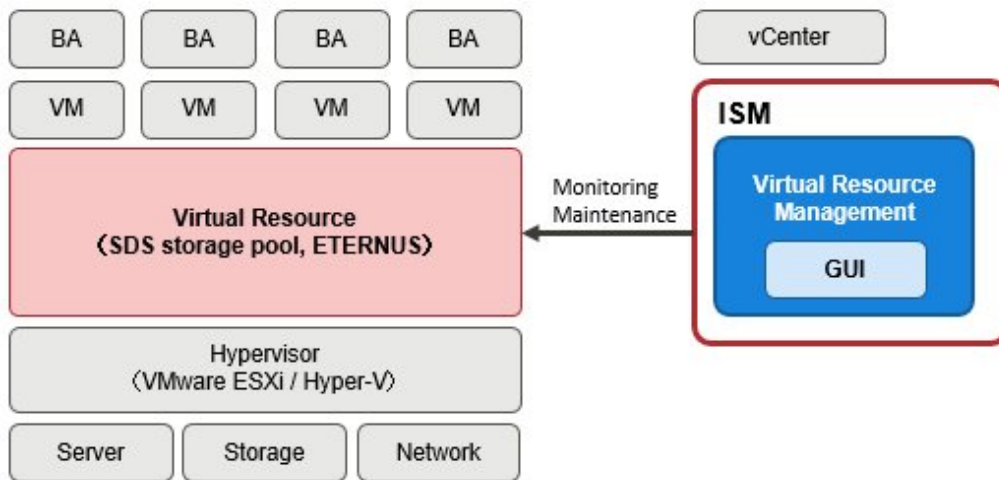 BA
BA
BA
BA
vCenter
VM
VM
VM
VM
ISM
Virtual Resource
（SDS storage pool, ETERNUS）
Monitoring
Maintenance
Virtual Resource
Management
GUI
Hypervisor
（VMware ESXi / Hyper-V）
Server
Storage
Network